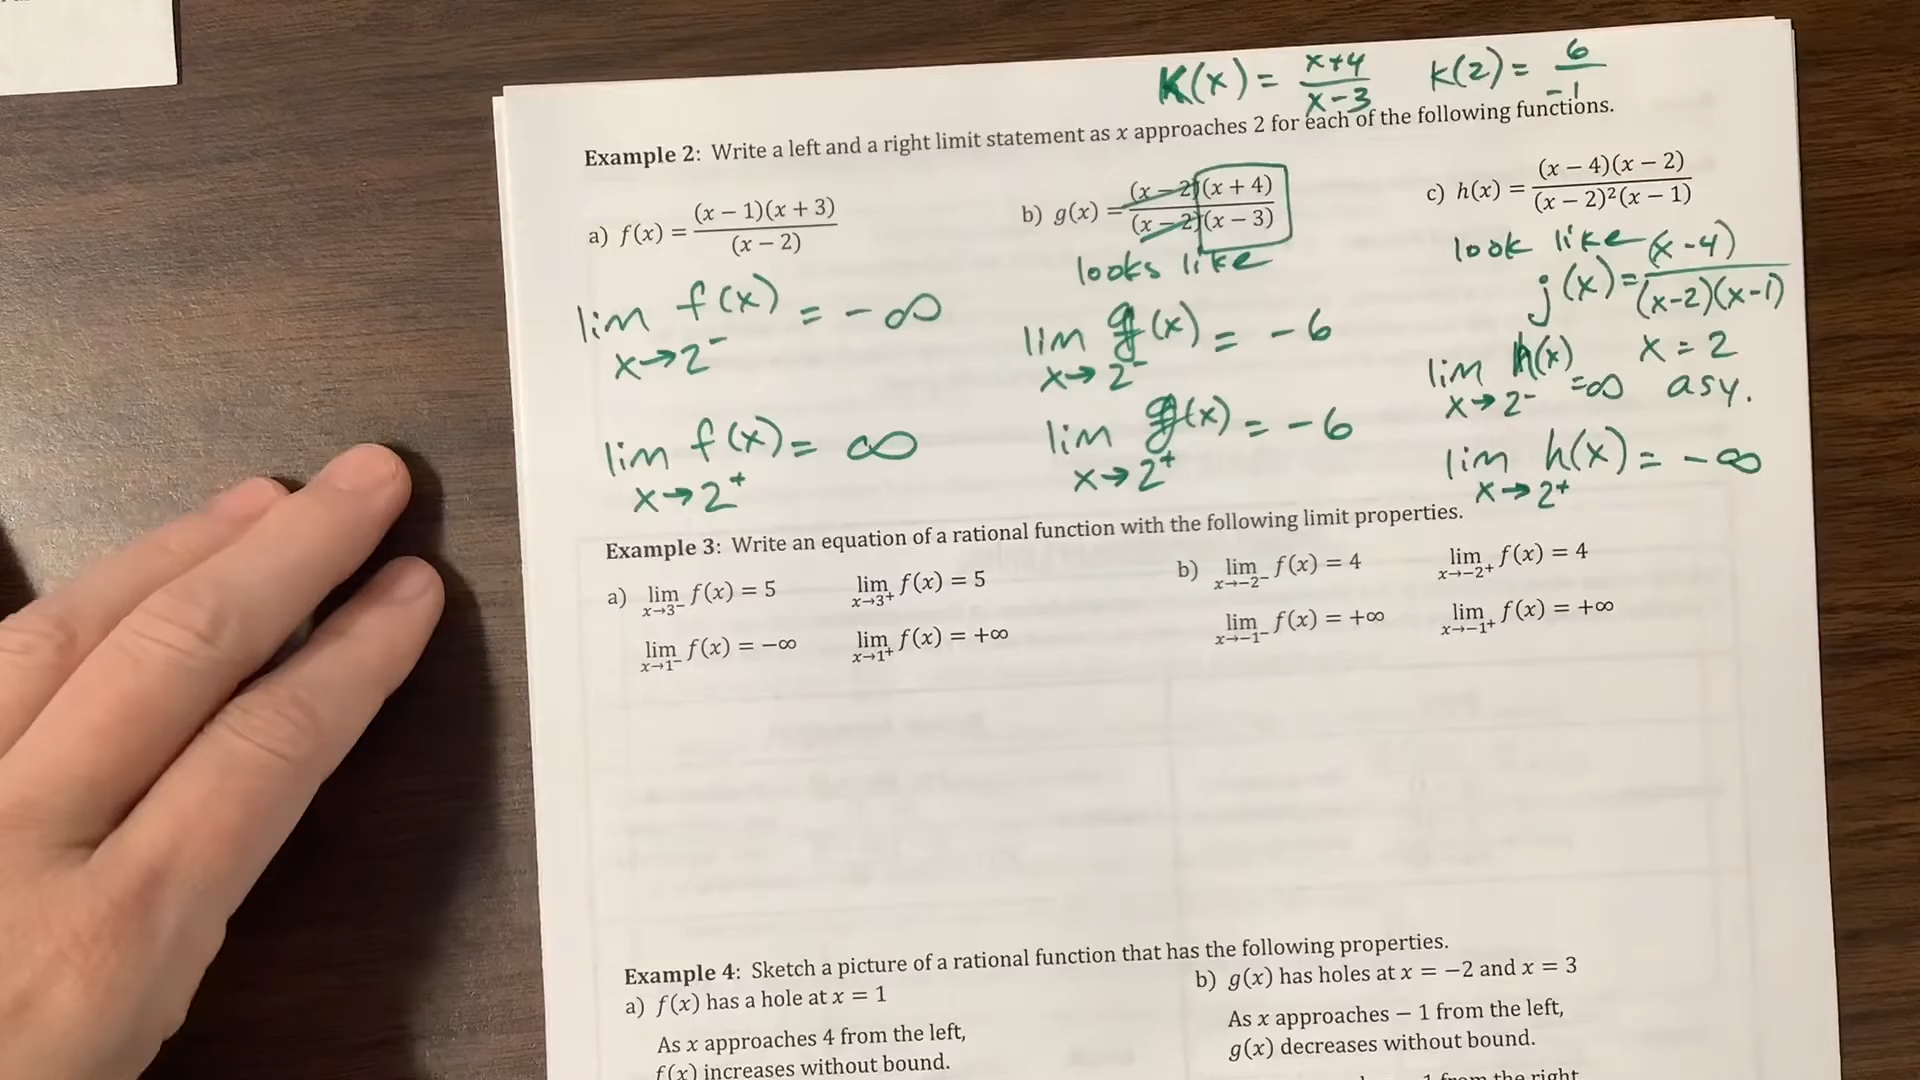 K(x) = x+4 / x-3 k(2) = 6 / -1
Example 2: Write a left and a right limit statement as x approaches 2 for each of the following functions.
a) f(x) = (x − 1)(x + 3) / (x − 2)
b) g(x) = (x − 2)(x + 4) / (x − 2)(x − 3)
c) h(x) = (x − 4)(x − 2) / (x − 2)²(x − 1)
lim x→2⁻ f(x) = -∞
lim x→2⁺ f(x) = ∞
looks like
lim x→2⁻ g(x) = -6
lim x→2⁺ g(x) = -6
look like
j(x) = (x-4) / (x-2)(x-1)
x = 2
asy.
lim x→2⁻ h(x) = ∞
lim x→2⁺ h(x) = -∞
Example 3: Write an equation of a rational function with the following limit properties.
a) lim x→3⁻ f(x) = 5 lim x→3⁺ f(x) = 5
lim x→1⁻ f(x) = −∞ lim x→1⁺ f(x) = +∞
b) lim x→−2⁻ f(x) = 4 lim x→−2⁺ f(x) = 4
lim x→−1⁻ f(x) = +∞ lim x→−1⁺ f(x) = +∞
Example 4: Sketch a picture of a rational function that has the following properties.
a) f(x) has a hole at x = 1
As x approaches 4 from the left,
f(x) increases without bound.
b) g(x) has holes at x = −2 and x = 3
As x approaches − 1 from the left,
g(x) decreases without bound.
1 from the right